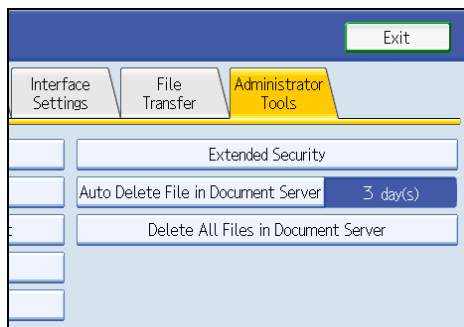 Exit
Interface
Settings
File
Transfer
Administrator
Tools
Extended Security
Auto Delete File in Document Server 3 day(s)
Delete All Files in Document Server